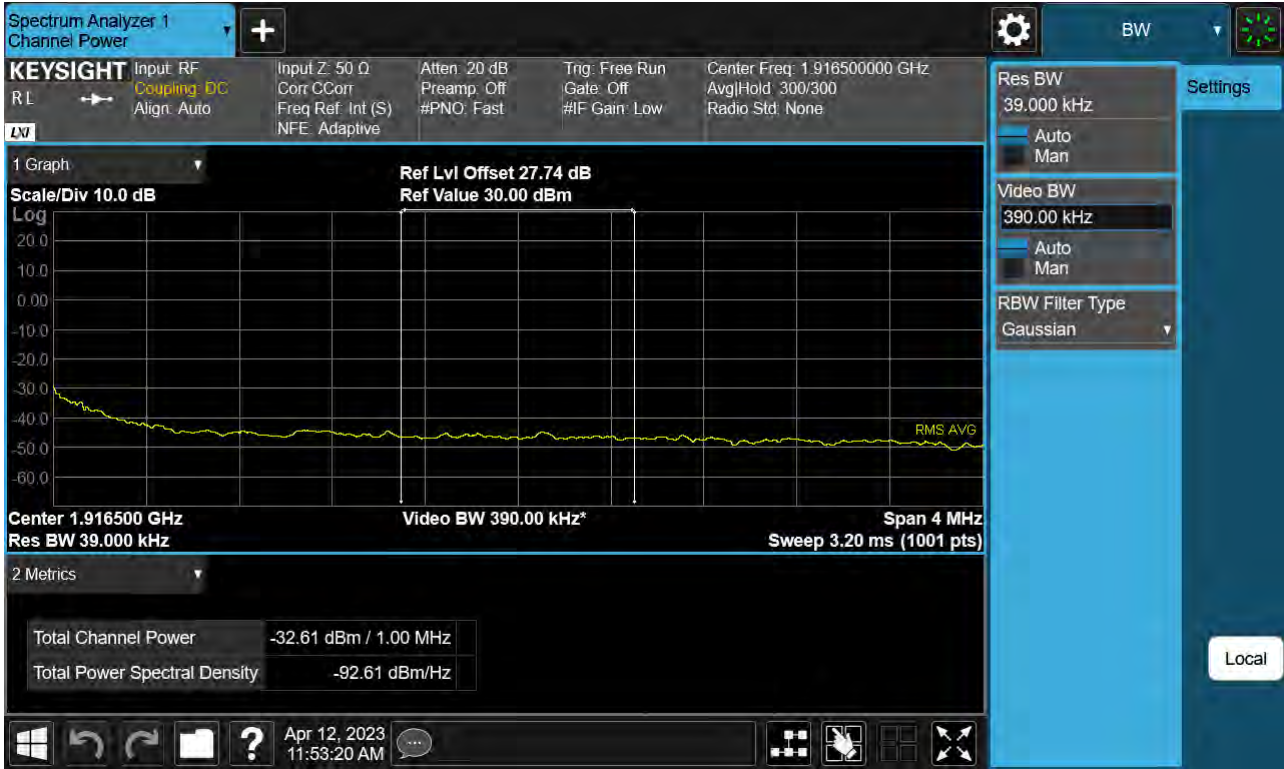 Spectrum Analyzer 1
Channel Power
+
BW
KEYSIGHT
R L
LXI
Input: RF
Coupling: DC
Align: Auto
Input Z: 50 Ω
Corr CCorr
Freq Ref: Int (S)
NFE: Adaptive
Atten: 20 dB
Preamp: Off
#PNO: Fast
Trig: Free Run
Gate: Off
#IF Gain: Low
Center Freq: 1.916500000 GHz
Avg|Hold: 300/300
Radio Std: None
1 Graph
Scale/Div 10.0 dB
Ref Lvl Offset 27.74 dB
Ref Value 30.00 dBm
Log
20.0
10.0
0.00
-10.0
-20.0
-30.0
-40.0
-50.0
-60.0
RMS AVG
Center 1.916500 GHz
Video BW 390.00 kHz*
Span 4 MHz
Res BW 39.000 kHz
Sweep 3.20 ms (1001 pts)
2 Metrics
Total Channel Power
-32.61 dBm / 1.00 MHz
Total Power Spectral Density
-92.61 dBm/Hz
Res BW
39.000 kHz
Auto
Man
Video BW
390.00 kHz
Auto
Man
RBW Filter Type
Gaussian
Settings
Local
?
Apr 12, 2023
11:53:20 AM